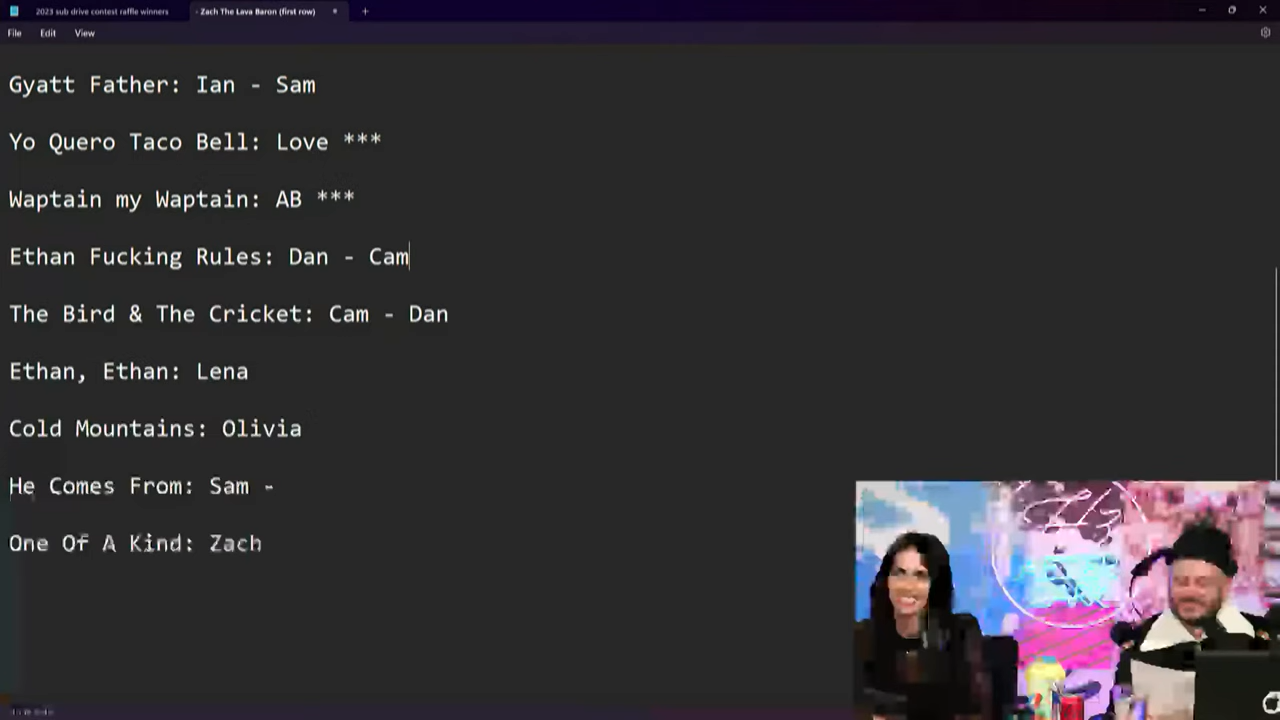 2023 sub drive contest raffle winners
- Zach The Lava Baron (first row)
File Edit View
Gyatt Father: Ian - Sam
Yo Quero Taco Bell: Love ***
Waptain my Waptain: AB ***
Ethan Fucking Rules: Dan - Cam
The Bird & The Cricket: Cam - Dan
Ethan, Ethan: Lena
Cold Mountains: Olivia
He Comes From: Sam -
One Of A Kind: Zach